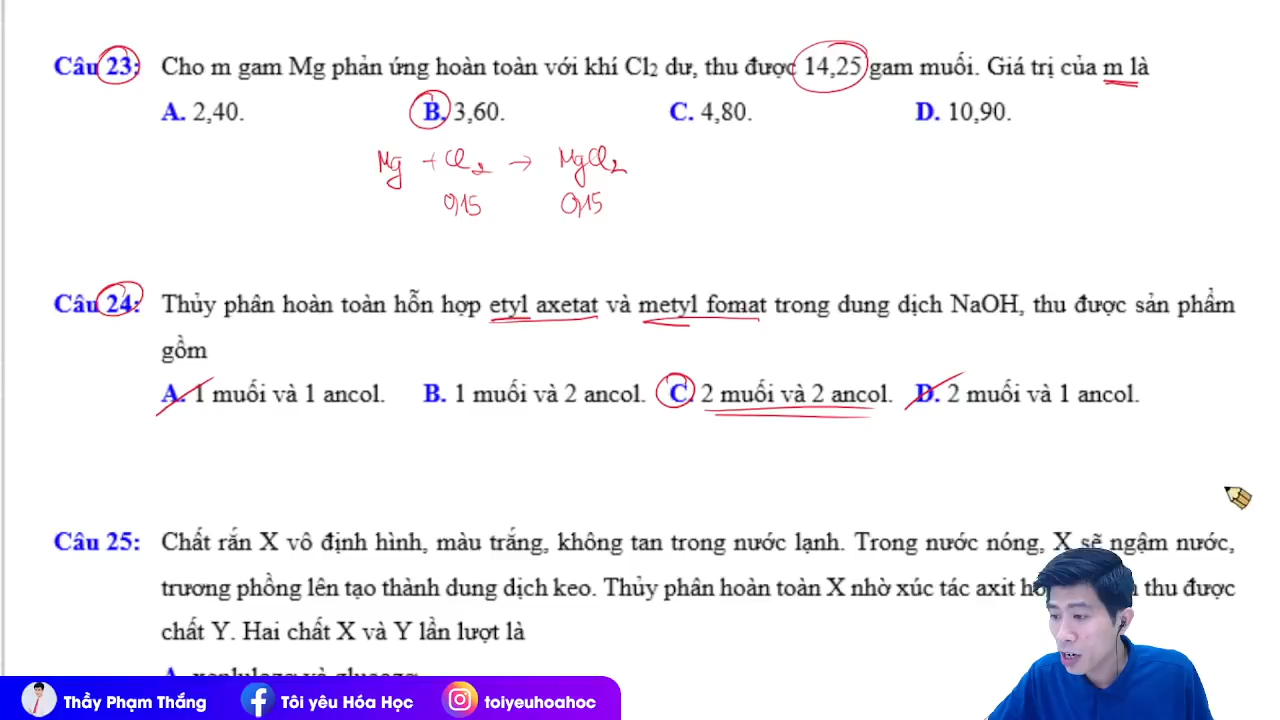 Câu 23: Cho m gam Mg phản ứng hoàn toàn với khí Cl2 dư, thu được 14,25 gam muối. Giá trị của m là
A. 2,40. B. 3,60. C. 4,80. D. 10,90.
Mg + Cl2 → MgCl2
0,15 0,15
Câu 24: Thủy phân hoàn toàn hỗn hợp etyl axetat và metyl fomat trong dung dịch NaOH, thu được sản phẩm
gồm
A. 1 muối và 1 ancol. B. 1 muối và 2 ancol. C. 2 muối và 2 ancol. D. 2 muối và 1 ancol.
Câu 25: Chất rắn X vô định hình, màu trắng, không tan trong nước lạnh. Trong nước nóng, X sẽ ngậm nước,
trương phồng lên tạo thành dung dịch keo. Thủy phân hoàn toàn X nhờ xúc tác axit thu được
chất Y. Hai chất X và Y lần lượt là
A. xenlulozơ và glucozơ
Thầy Phạm Thắng Tôi yêu Hóa Học toiyeuhoahoc